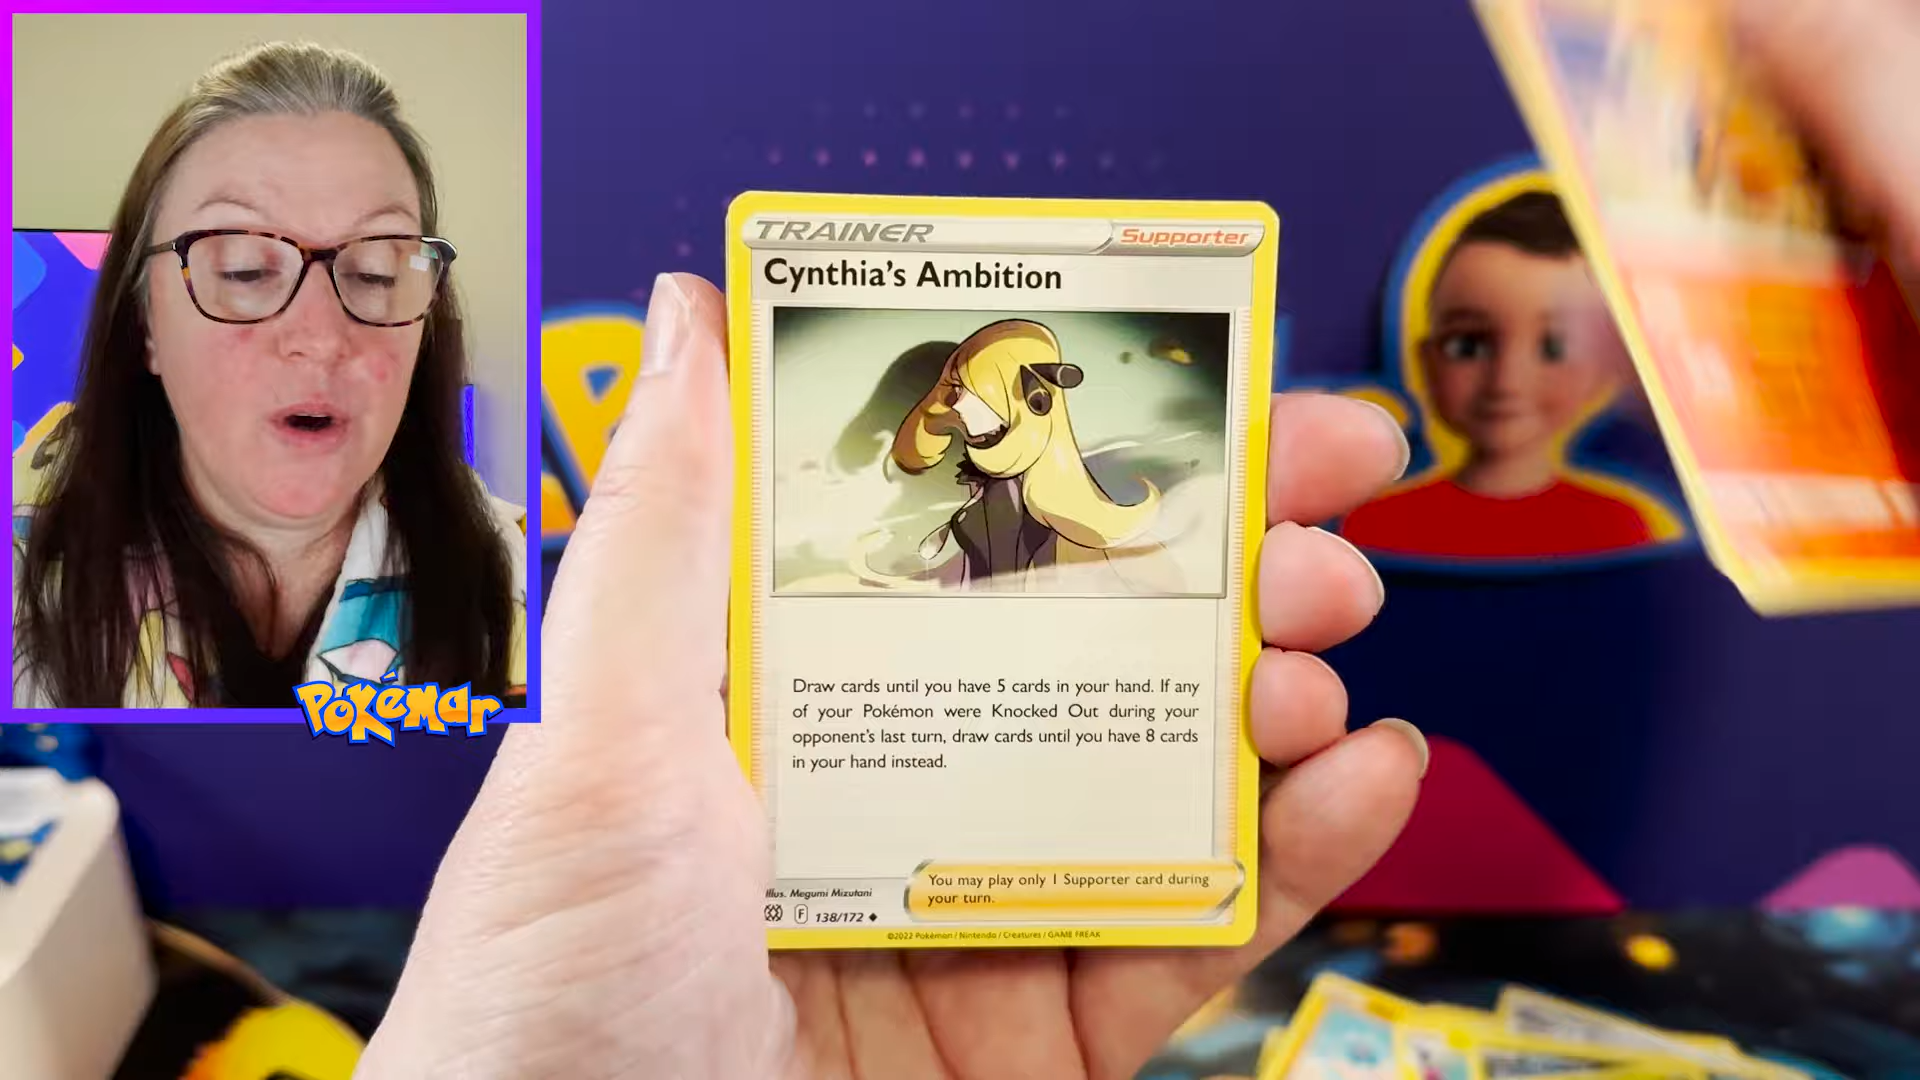 Pokémar
TRAINER
Supporter
Cynthia's Ambition
Draw cards until you have 5 cards in your hand. If any
of your Pokémon were Knocked Out during your
opponent's last turn, draw cards until you have 8 cards
in your hand instead.
You may play only 1 Supporter card during
your turn.
Illus. Megumi Mizutani
F
138/172
©2022 Pokémon / Nintendo / Creatures / GAME FREAK